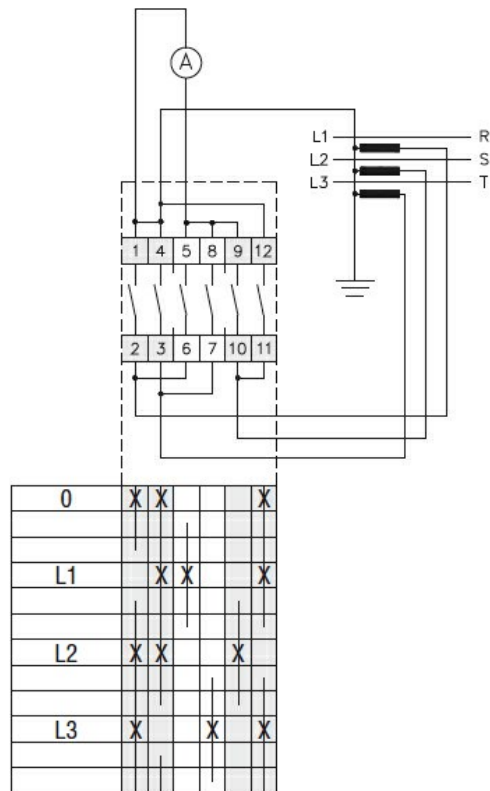 A
L1 R
L2 S
L3 T
1 4 5 8 9 12
2 3 6 7 10 11
0 X X X
L1 X X X
L2 X X X
L3 X X X